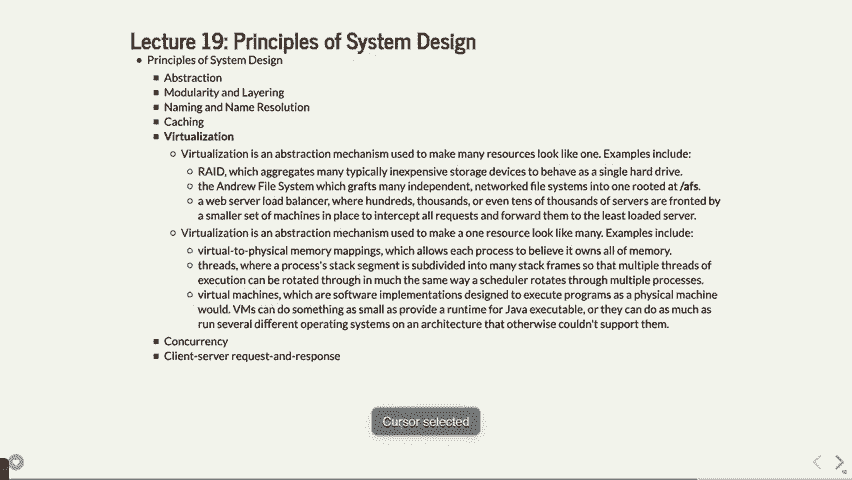 Lecture 19: Principles of System Design
Principles of System Design
Abstraction
Modularity and Layering
Naming and Name Resolution
Caching
Virtualization
Virtualization is an abstraction mechanism used to make many resources look like one. Examples include:
RAID, which aggregates many typically inexpensive storage devices to behave as a single hard drive.
the Andrew File System which grafts many independent, networked file systems into one rooted at /afs.
a web server load balancer, where hundreds, thousands, or even tens of thousands of servers are fronted by
a smaller set of machines in place to intercept all requests and forward them to the least loaded server.
Virtualization is an abstraction mechanism used to make a one resource look like many. Examples include:
virtual-to-physical memory mappings, which allows each process to believe it owns all of memory.
threads, where a process's stack segment is subdivided into many stack frames so that multiple threads of
execution can be rotated through in much the same way a scheduler rotates through multiple processes.
virtual machines, which are software implementations designed to execute programs as a physical machine
would. VMs can do something as small as provide a runtime for Java executable, or they can do as much as
run several different operating systems on an architecture that otherwise couldn't support them.
Concurrency
Client-server request-and-response
Cursor selected